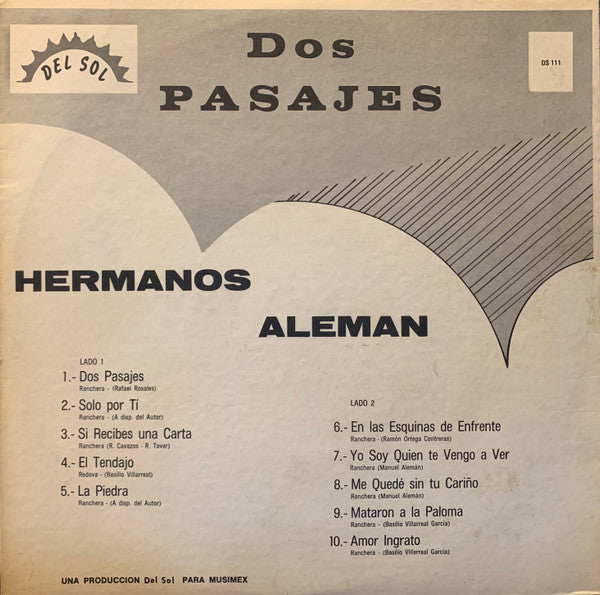 DEL SOL
Dos
PASAJES
DS 111
HERMANOS
ALEMAN
LADO 1
1.- Dos Pasajes
Ranchera - (Rafael Rosales)
2.- Solo por Tí
Ranchera - (A disp. del Autor)
3.- Si Recibes una Carta
Ranchera (R. Cavazos - R. Tovar)
4.- El Tendajo
Redova - (Basilio Villarreal)
5.- La Piedra
Ranchera - (A disp. del Autor)
LADO 2
6.- En las Esquinas de Enfrente
Ranchera - (Ramón Ortega Contreras)
7.- Yo Soy Quien te Vengo a Ver
Ranchera (Manuel Alemán)
8.- Me Quedé sin tu Cariño
Ranchera (Manuel Alemán)
9.- Mataron a la Paloma
Ranchera - (Basilio Villarreal García)
10.- Amor Ingrato
Ranchera - (Basilio Villarreal García)
UNA PRODUCCION Del Sol PARA MUSIMEX